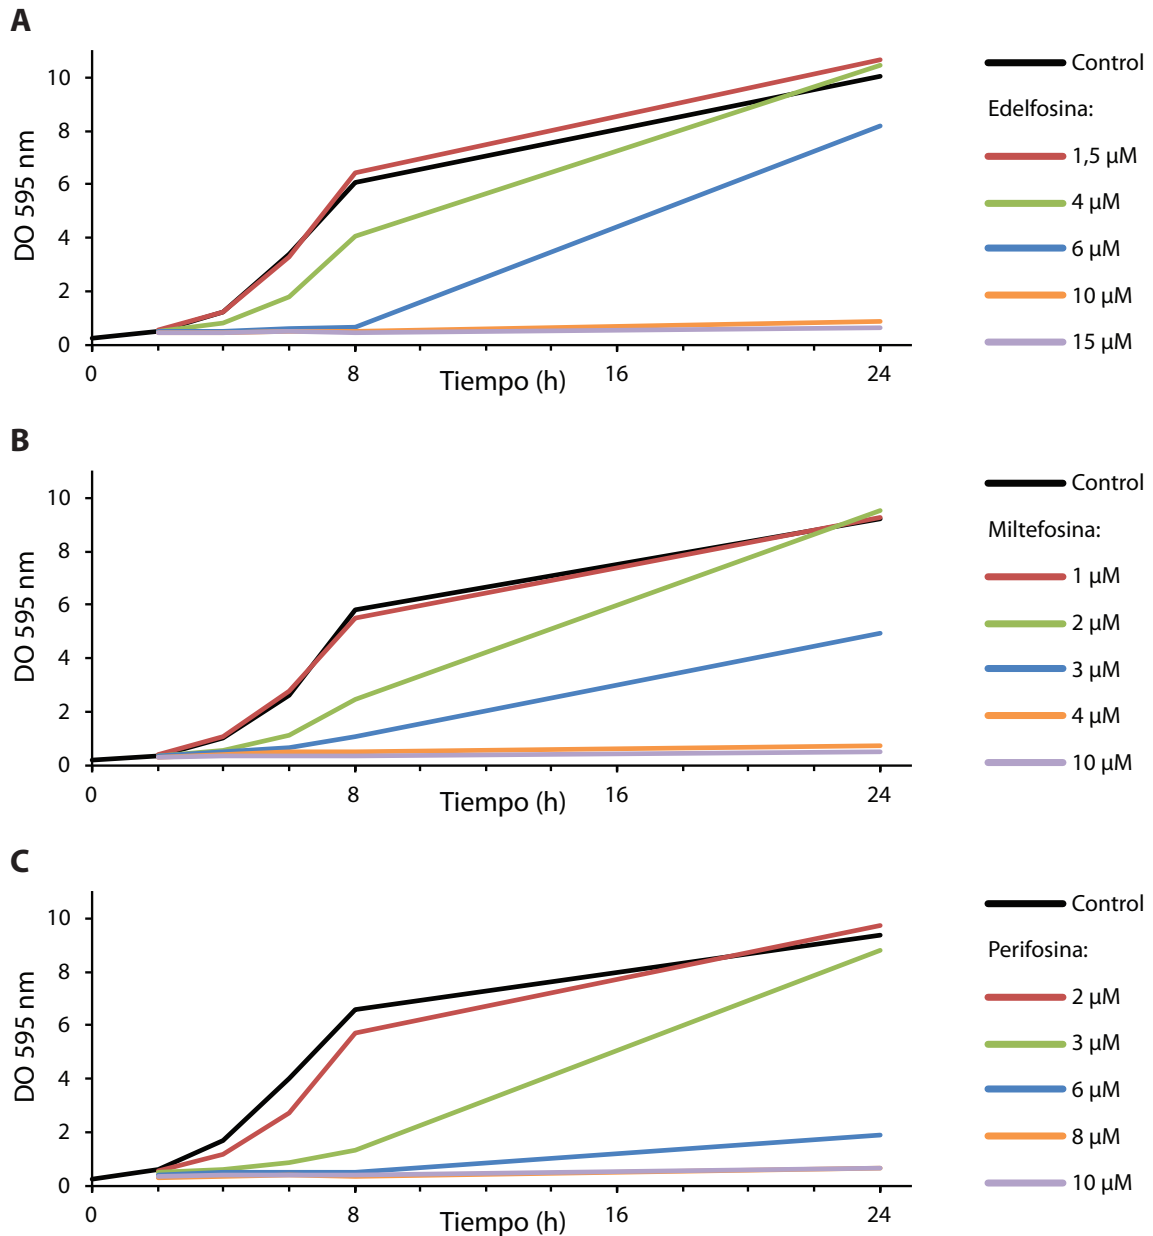 A
DO 595 nm
10
8
6
4
2
0
0
8
16
24
Tiempo (h)
Control
Edelfosina:
1,5 µM
4 µM
6 µM
10 µM
15 µM
B
DO 595 nm
10
8
6
4
2
0
0
8
16
24
Tiempo (h)
Control
Miltefosina:
1 µM
2 µM
3 µM
4 µM
10 µM
C
DO 595 nm
10
8
6
4
2
0
0
8
16
24
Tiempo (h)
Control
Perifosina:
2 µM
3 µM
6 µM
8 µM
10 µM